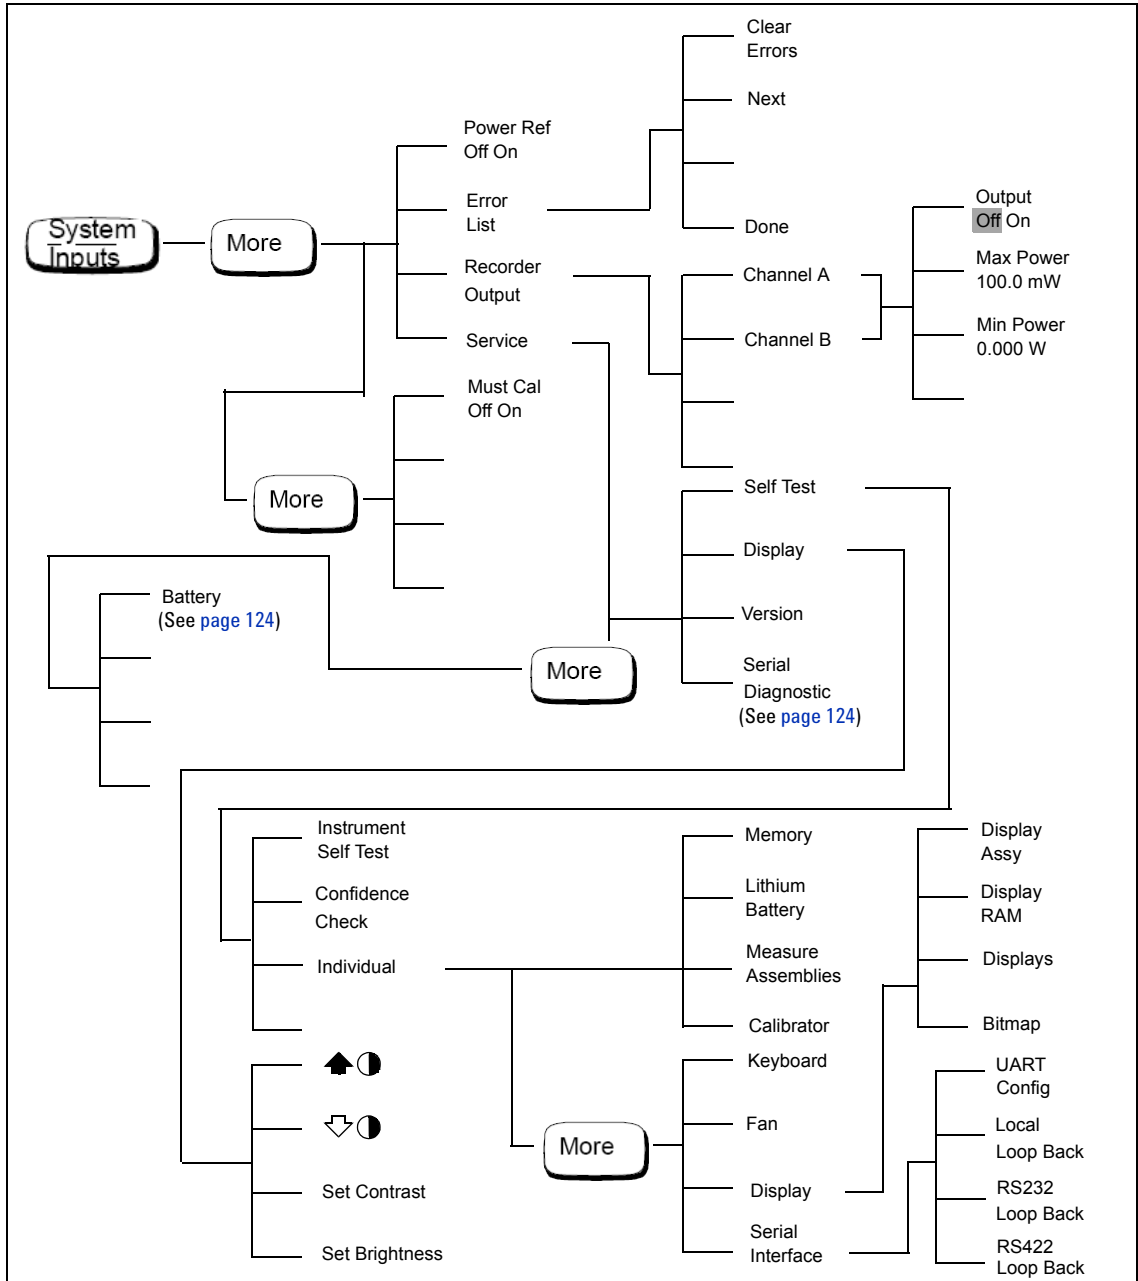 Clear
Errors
Next
Done
Power Ref
Off On
Error
List
Recorder
Output
Service
System
Inputs
More
Output
Off On
Max Power
100.0 mW
Min Power
0.000 W
Channel A
Channel B
Must Cal
Off On
More
Self Test
Display
Version
Serial
Diagnostic
(See page 124)
Battery
(See page 124)
More
Instrument
Self Test
Confidence
Check
Individual
Memory
Lithium
Battery
Measure
Assemblies
Calibrator
Display
Assy
Display
RAM
Displays
Bitmap
Set Contrast
Set Brightness
More
Keyboard
Fan
Display
Serial
Interface
UART
Config
Local
Loop Back
RS232
Loop Back
RS422
Loop Back